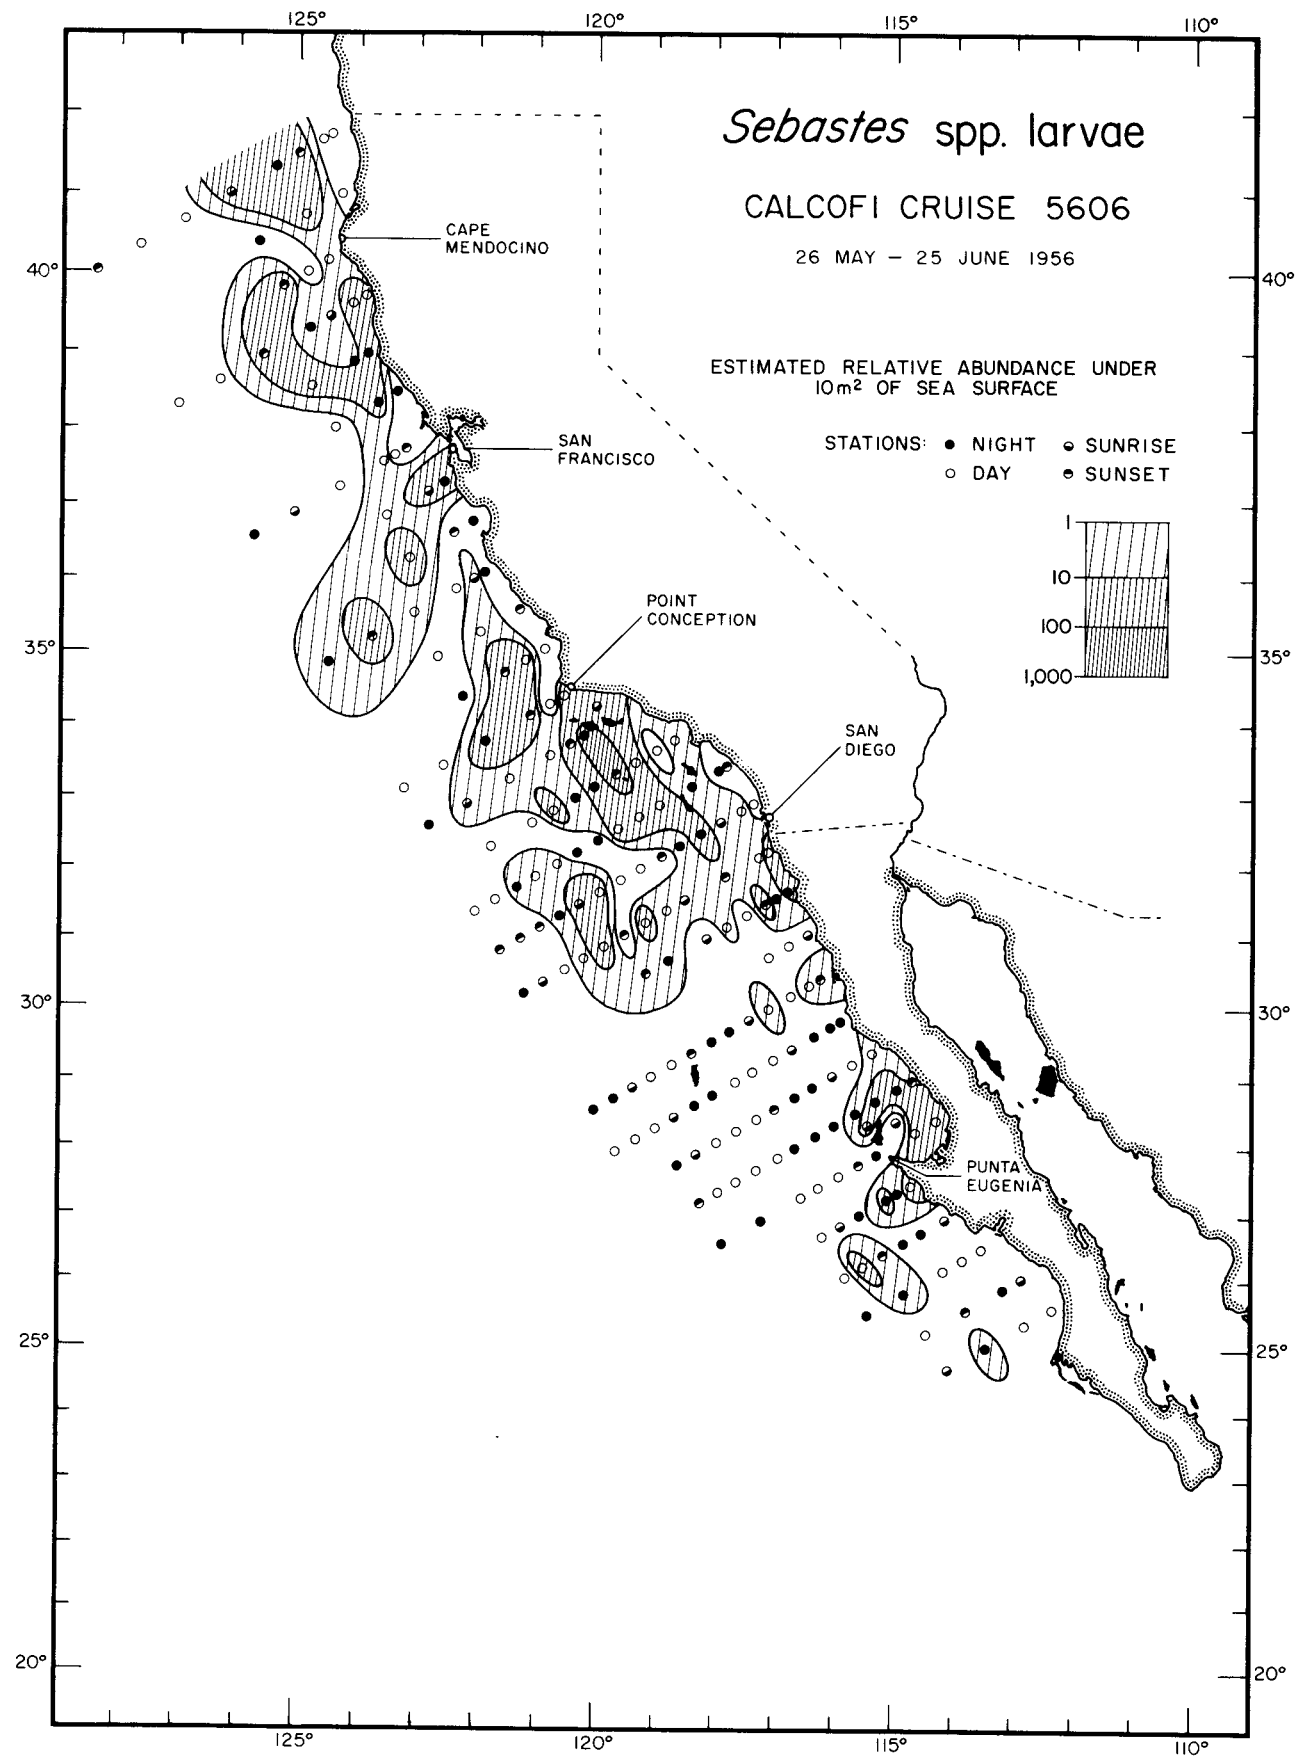 125° 120° 115° 110°
Sebastes spp. larvae
CALCOFI CRUISE 5606
26 MAY – 25 JUNE 1956
CAPE
MENDOCINO
40° 40°
ESTIMATED RELATIVE ABUNDANCE UNDER
10m² OF SEA SURFACE
STATIONS: NIGHT SUNRISE
DAY SUNSET
SAN
FRANCISCO
1
10
100
1,000
POINT
CONCEPTION
35° 35°
SAN
DIEGO
30° 30°
PUNTA
EUGENIA
25° 25°
20° 20°
125° 120° 115° 110°